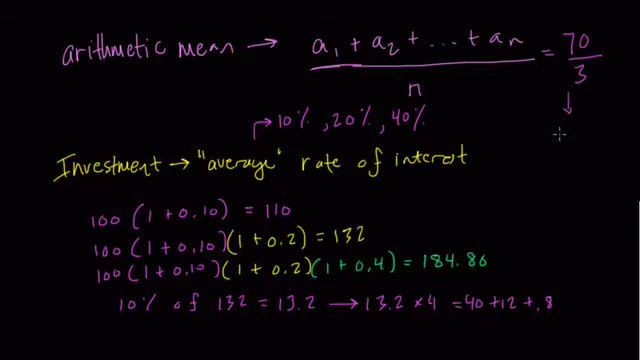 arithmetic mean → a₁ + a₂ + ... + aₙ / n = 70 / 3
↓
→ 10%, 20%, 40%
Investment → "average" rate of interest
100 (1 + 0.10) = 110
100 (1 + 0.10)(1 + 0.2) = 132
100 (1 + 0.10)(1 + 0.2)(1 + 0.4) = 184.80
10% of 132 = 13.2 → 13.2 × 4 = 40 + 12 + .8